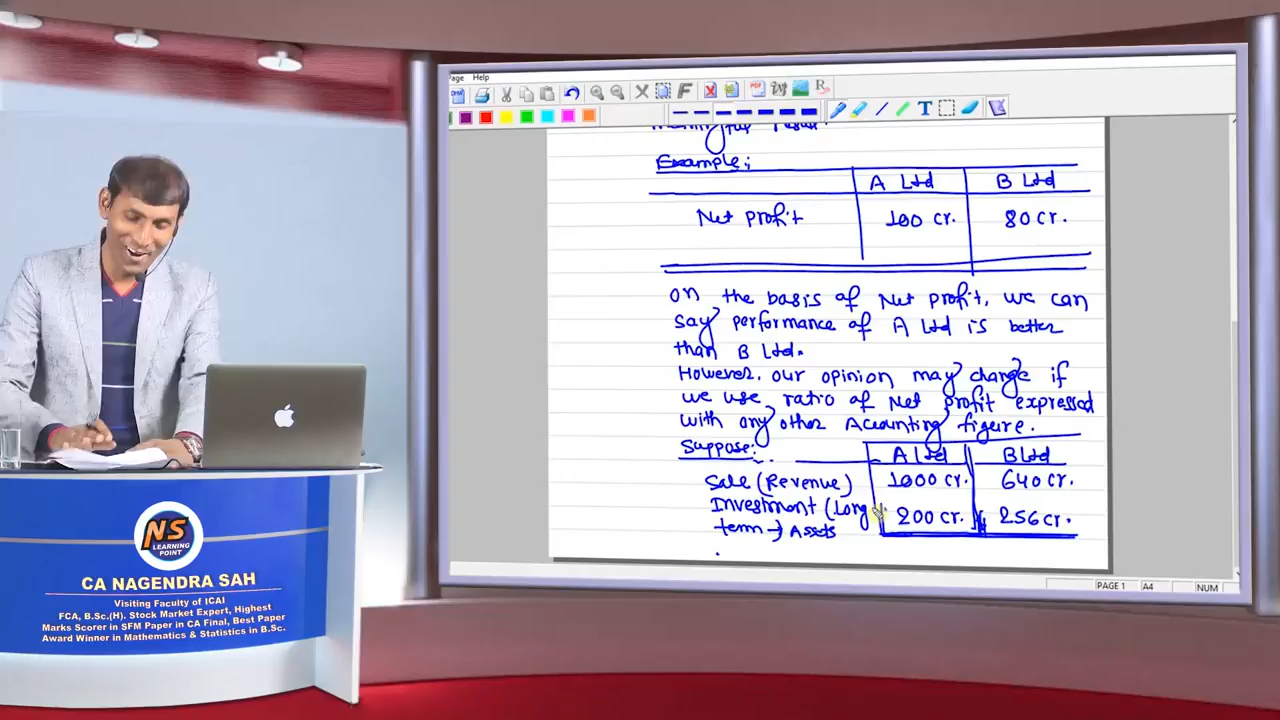 Page Help
Example:
A Ltd B Ltd
Net profit 100 cr. 80 cr.
on the basis of Net profit, we can
say performance of A Ltd is better
than B Ltd.
However, our opinion may change if
we use ratio of Net profit expressed
with any other Acounting figure.
Suppose:
A Ltd B Ltd
Sale (Revenue) 1000 cr. 640 cr.
Investment (Long 200 cr. 256 cr.
term → Assets
PAGE 1 A4 NUM
NS
LEARNING
POINT
CA NAGENDRA SAH
Visiting Faculty of ICAI
FCA, B.Sc.(H). Stock Market Expert, Highest
Marks Scorer in SFM Paper in CA Final, Best Paper
Award Winner in Mathematics & Statistics in B.Sc.